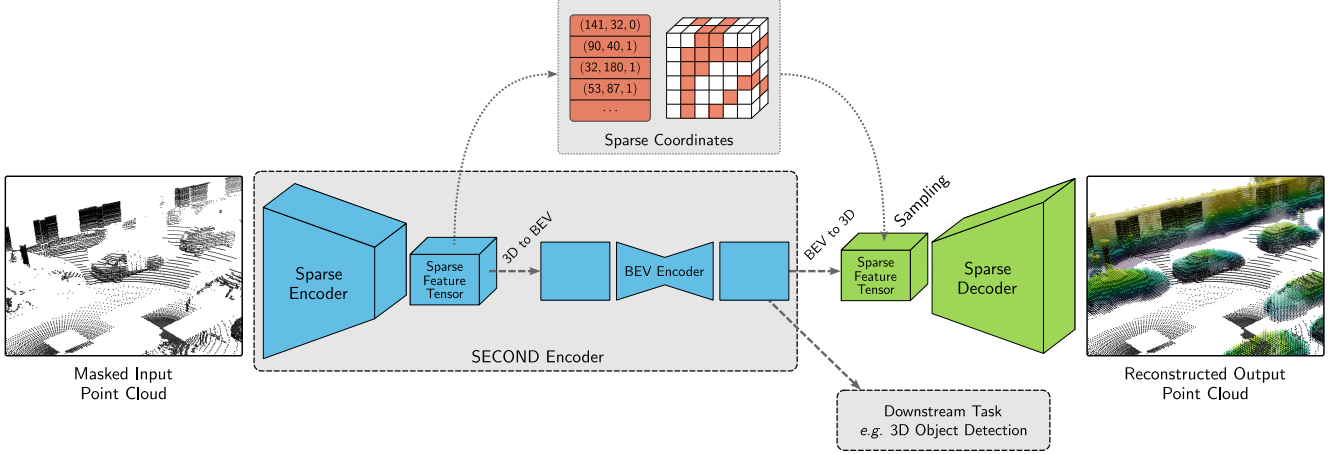 (141, 32, 0)
(90, 40, 1)
(32, 180, 1)
(53, 87, 1)
...
Sparse Coordinates
Sparse
Encoder
Sparse
Feature
Tensor
3D to BEV
BEV Encoder
BEV to 3D
Sampling
Sparse
Feature
Tensor
Sparse
Decoder
SECOND Encoder
Masked Input
Point Cloud
Reconstructed Output
Point Cloud
Downstream Task
e.g. 3D Object Detection